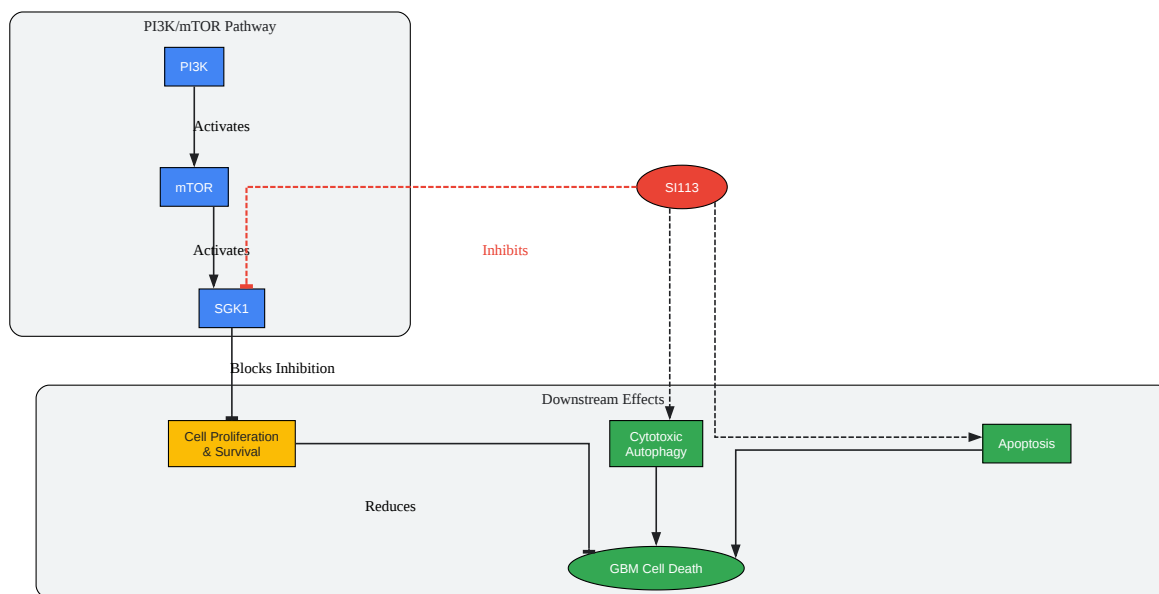 PI3K/mTOR Pathway
PI3K
Activates
mTOR
SI113
Activates
Inhibits
SGK1
Blocks Inhibition
Downstream Effects
Cell Proliferation
& Survival
Cytotoxic
Autophagy
Apoptosis
Reduces
GBM Cell Death